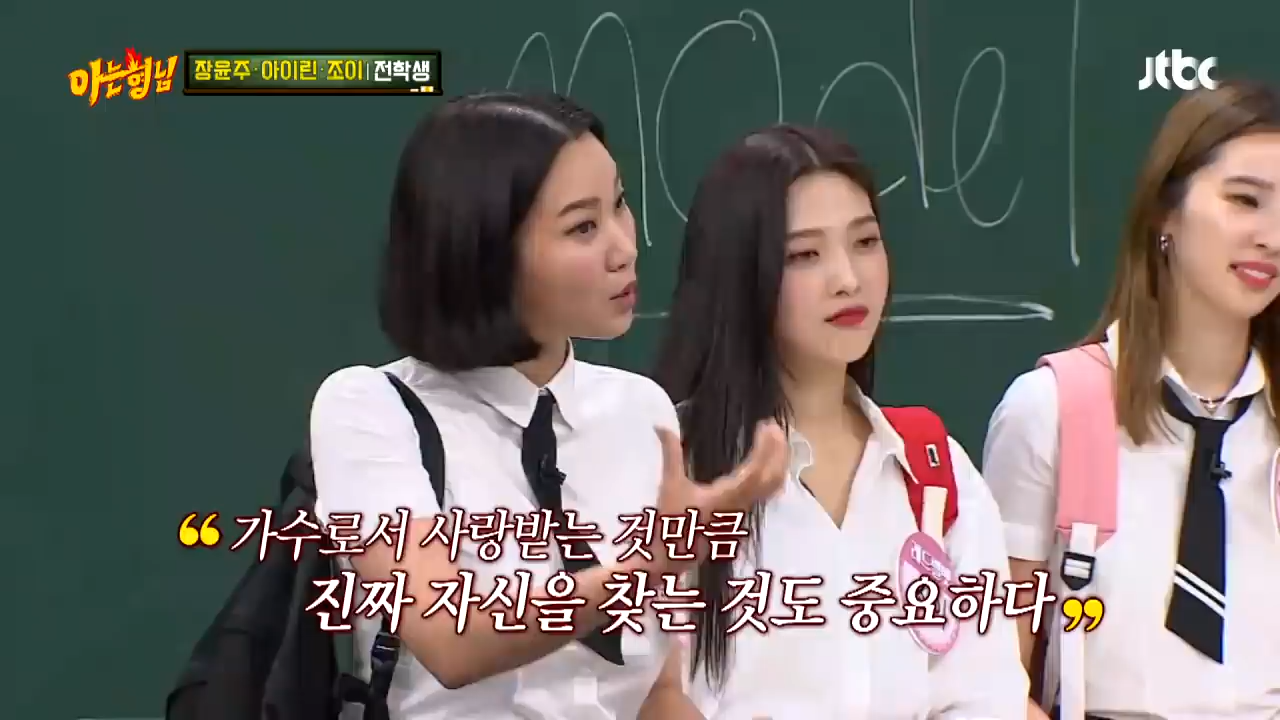 아는형님
장윤주·아이린·조이 | 전학생
jtbc
model
“ 가수로서 사랑받는 것만큼
진짜 자신을 찾는 것도 중요하다 ”